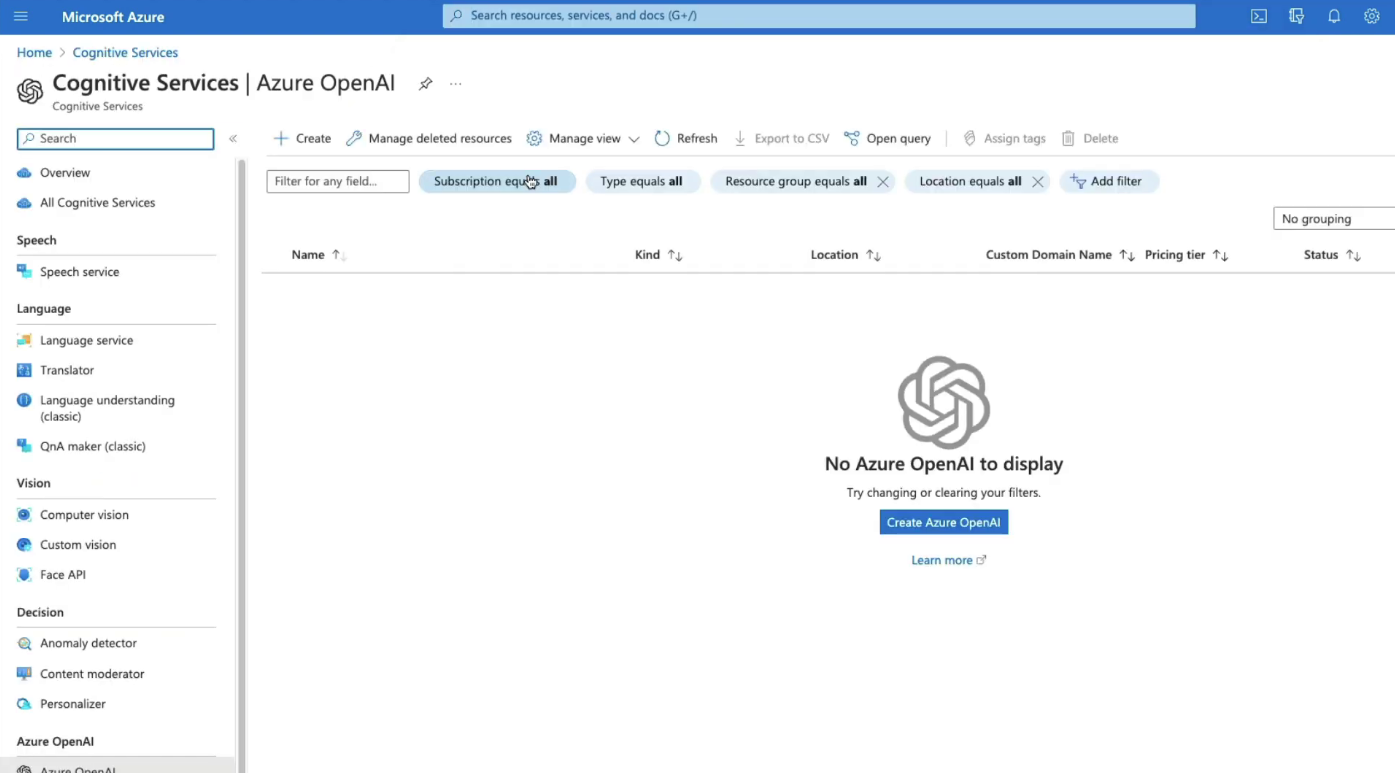 Microsoft Azure
Search resources, services, and docs (G+/)
Home > Cognitive Services
Cognitive Services | Azure OpenAI
Cognitive Services
Search
Overview
All Cognitive Services
Speech
Speech service
Language
Language service
Translator
Language understanding
(classic)
QnA maker (classic)
Vision
Computer vision
Custom vision
Face API
Decision
Anomaly detector
Content moderator
Personalizer
Azure OpenAI
Azure OpenAI
Create Manage deleted resources Manage view Refresh Export to CSV Open query Assign tags Delete
Filter for any field... Subscription equals all Type equals all Resource group equals all Location equals all Add filter
No grouping
Name Kind Location Custom Domain Name Pricing tier Status
No Azure OpenAI to display
Try changing or clearing your filters.
Create Azure OpenAI
Learn more